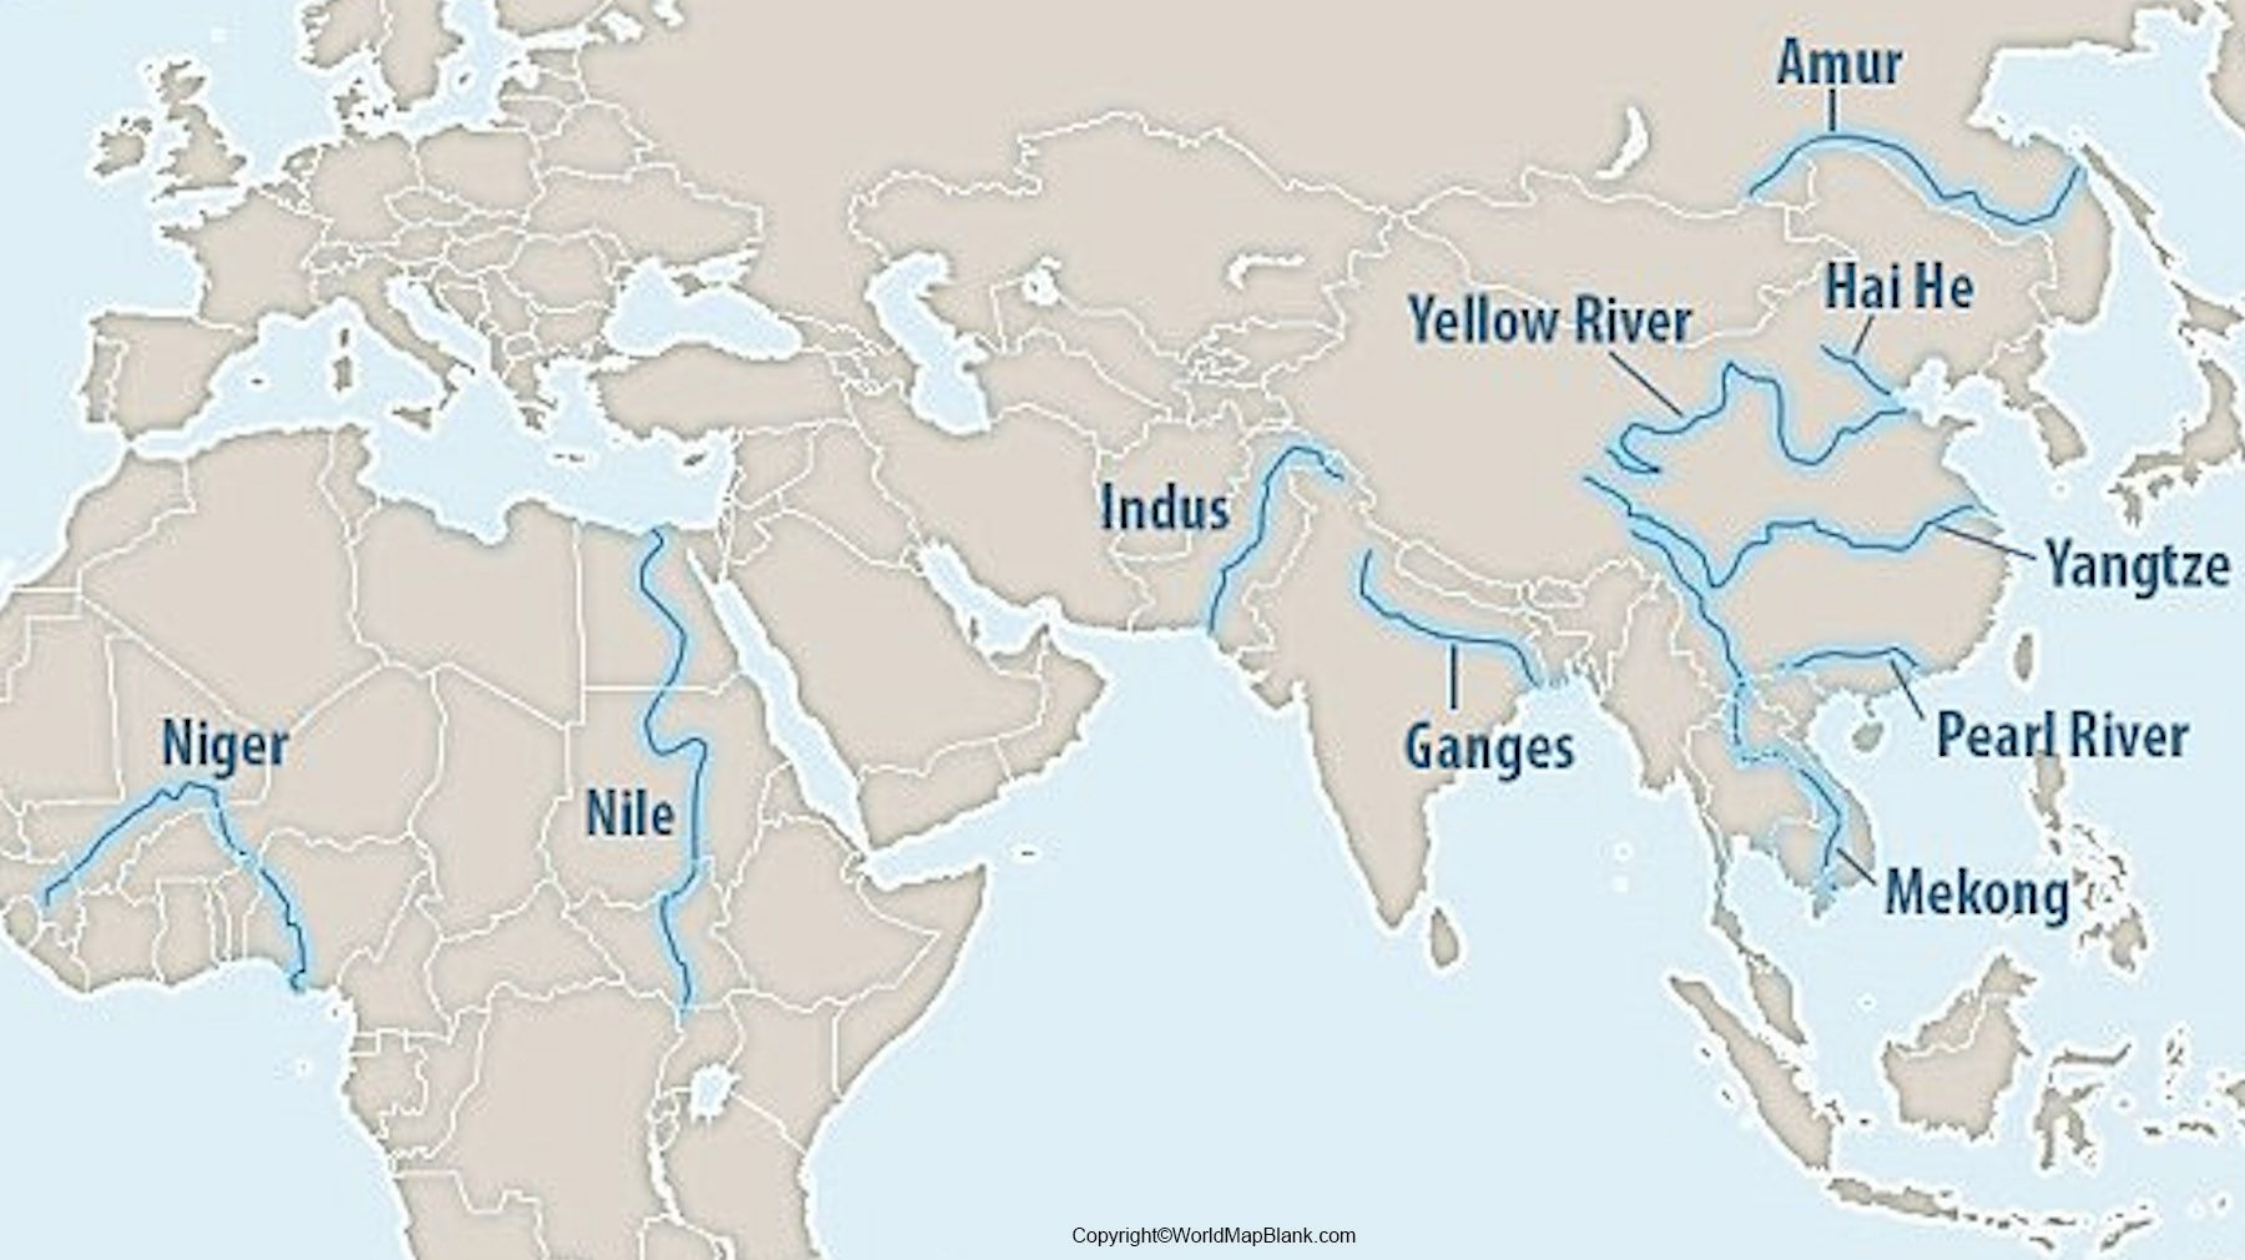 Amur
Hai He
Yellow River
Indus
Yangtze
Niger
Ganges
Pearl River
Nile
Mekong
Copyright©WorldMapBlank.com